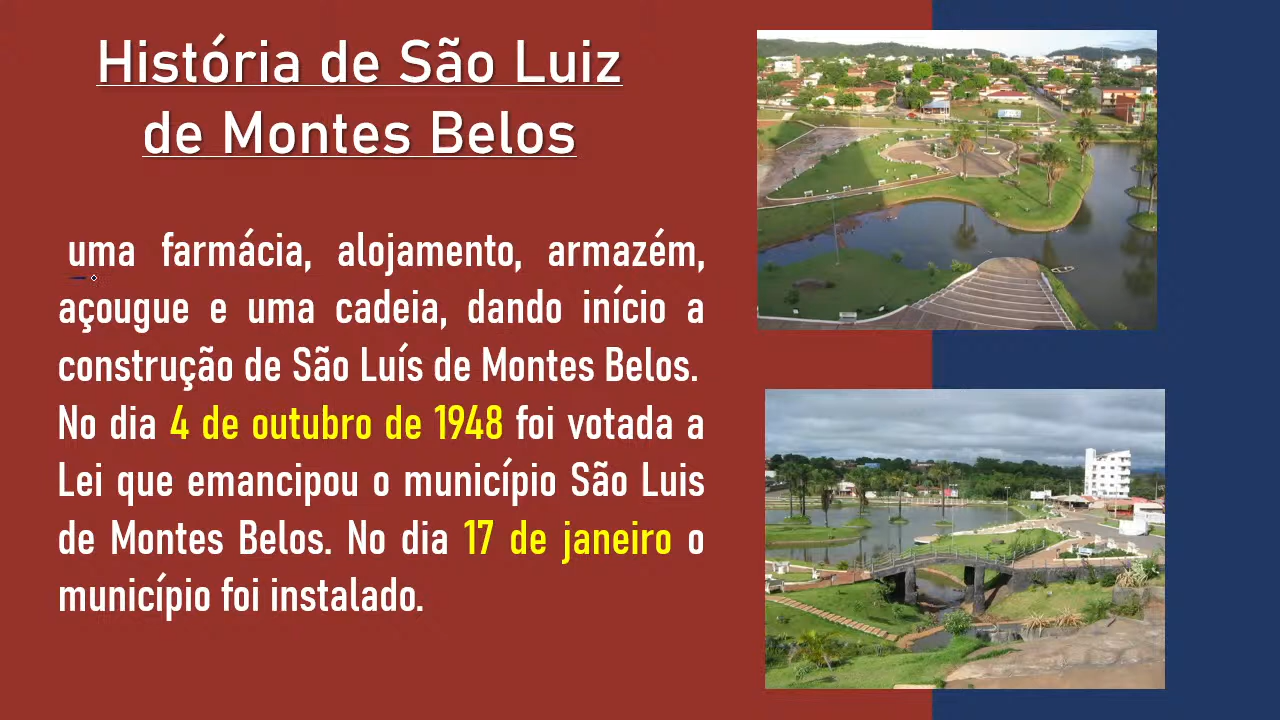 História de São Luiz
de Montes Belos
uma farmácia, alojamento, armazém,
açougue e uma cadeia, dando início a
construção de São Luís de Montes Belos.
No dia 4 de outubro de 1948 foi votada a
Lei que emancipou o município São Luis
de Montes Belos. No dia 17 de janeiro o
município foi instalado.